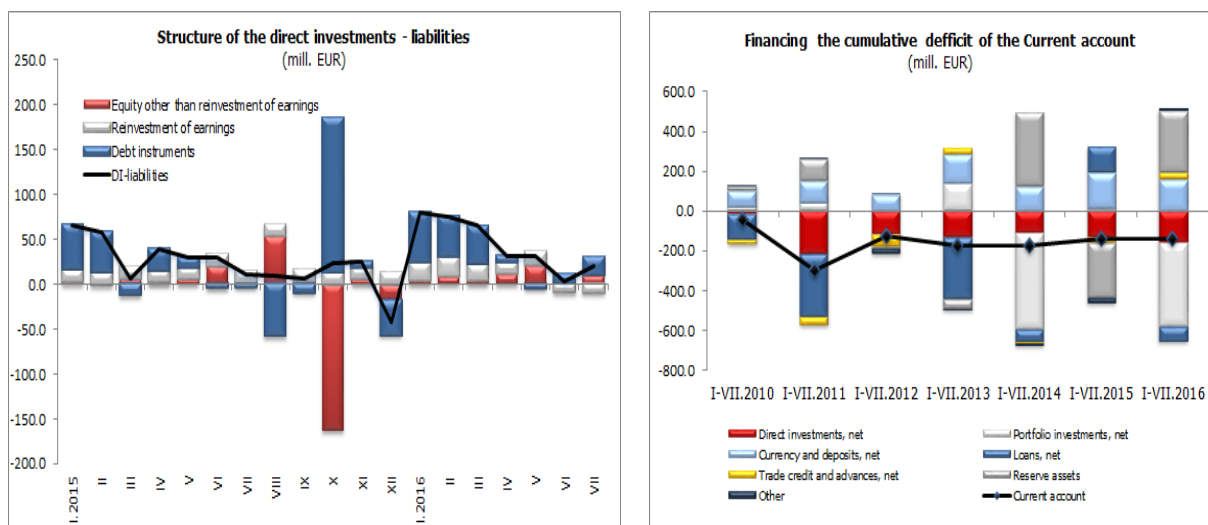 Structure of the direct investments - liabilities
(mill. EUR)
250.0
200.0
150.0
100.0
50.0
0.0
-50.0
-100.0
-150.0
-200.0
Equity other than reinvestment of earnings
Reinvestment of earnings
Debt instruments
DI-liabilities
I.2015
II
III
IV
V
VI
VII
VIII
IX
X
XI
XII
I.2016
II
III
IV
V
VI
VII
Financing the cumulative defficit of the Current account
(mill. EUR)
600.0
400.0
200.0
0.0
-200.0
-400.0
-600.0
-800.0
I-VII.2010 I-VII.2011 I-VII.2012 I-VII.2013 I-VII.2014 I-VII.2015 I-VII.2016
Direct investments, net
Portfolio investments, net
Currency and deposits, net
Loans, net
Trade credit and advances, net
Reserve assets
Other
Current account